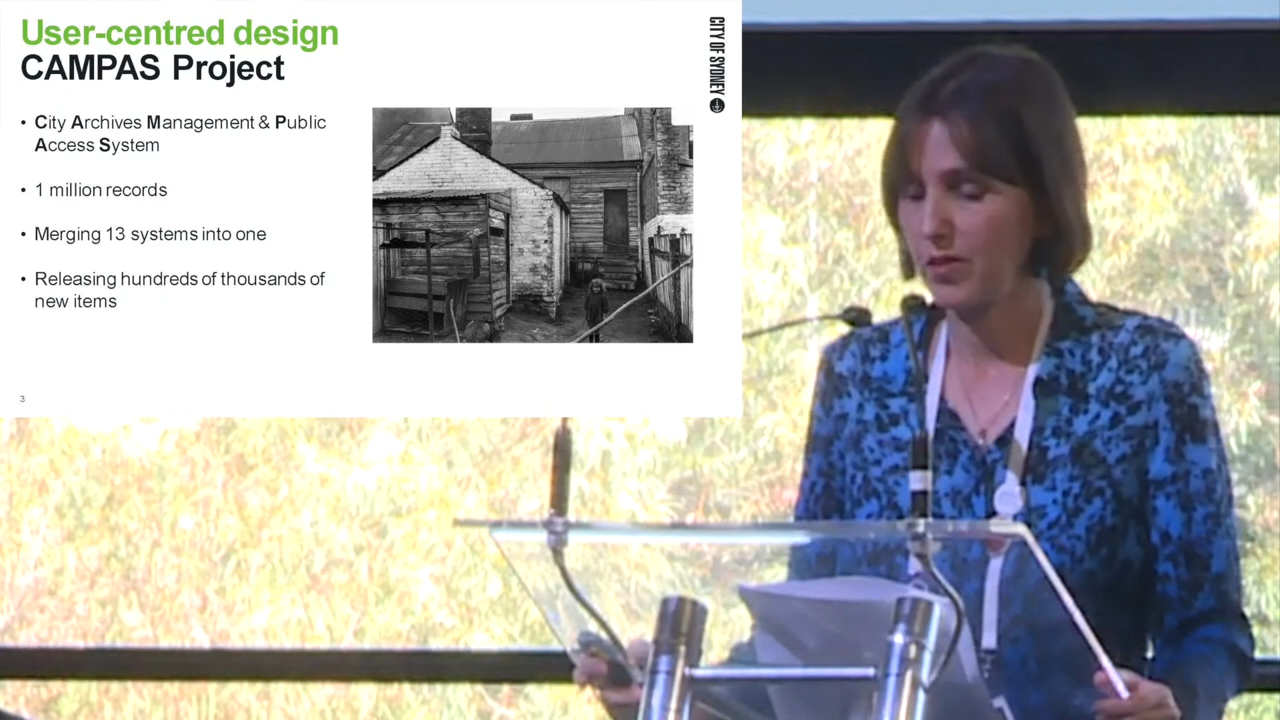 User-centred design
CAMPAS Project
CITY OF SYDNEY
• City Archives Management & Public
Access System
• 1 million records
• Merging 13 systems into one
• Releasing hundreds of thousands of
new items
3